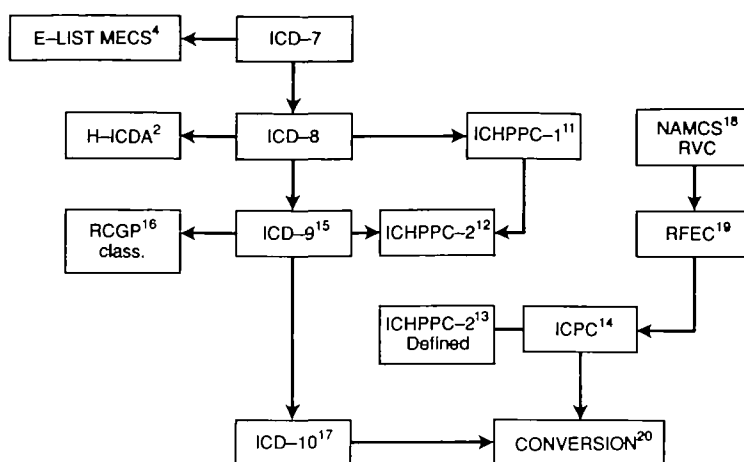 E–LIST MECS⁴
ICD–7
H–ICDA²
ICD–8
ICHPPC–1¹¹
NAMCS¹⁸
RVC
RCGP¹⁶
class.
ICD–9¹⁵
ICHPPC–2¹²
RFEC¹⁹
ICHPPC–2¹³
Defined
ICPC¹⁴
ICD–10¹⁷
CONVERSION²⁰